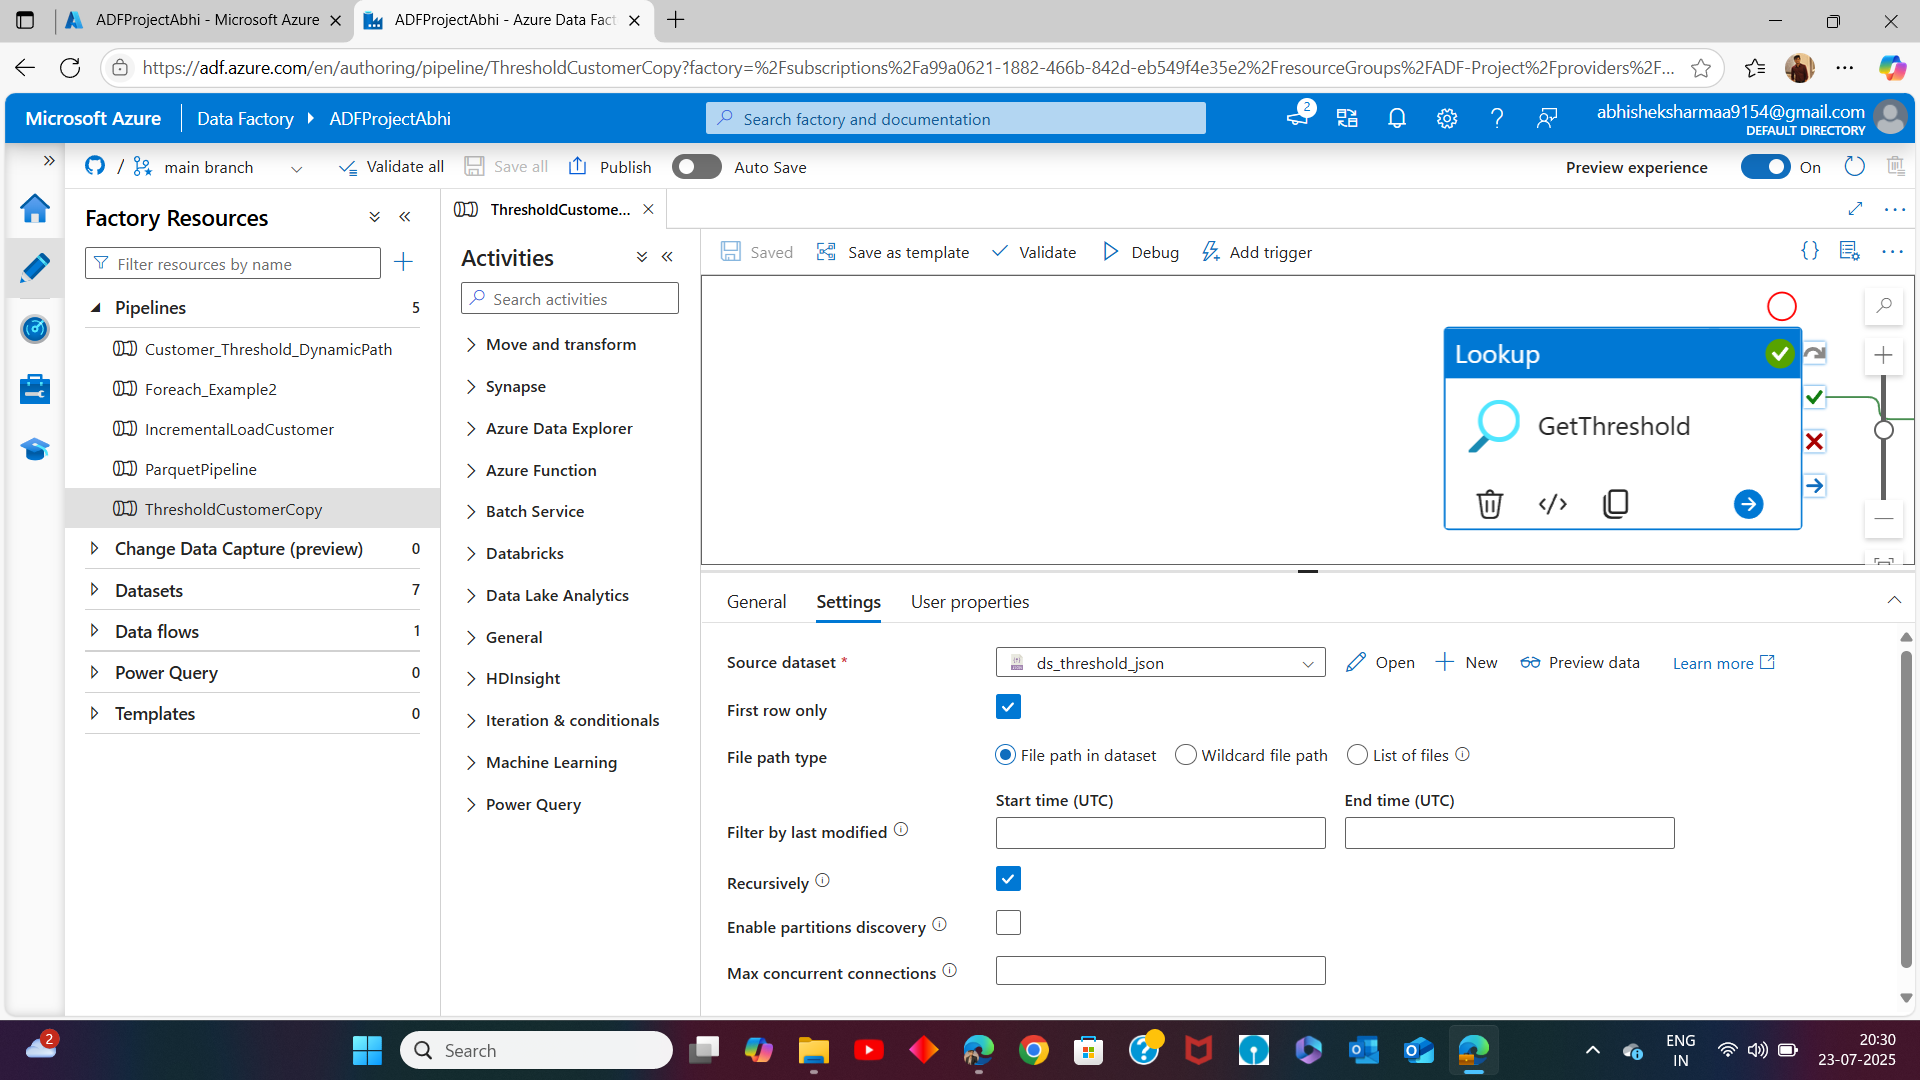 ADFProjectAbhi - Microsoft Azure
ADFProjectAbhi - Azure Data Fact
https://adf.azure.com/en/authoring/pipeline/ThresholdCustomerCopy?factory=%2Fsubscriptions%2Fa99a0621-1882-466b-842d-eb549f4e35e2%2FresourceGroups%2FADF-Project%2Fproviders%2F...
Microsoft Azure
Data Factory
ADFProjectAbhi
Search factory and documentation
2
abhisheksharmaa9154@gmail.com
DEFAULT DIRECTORY
/ main branch
Validate all
Save all
Publish
Auto Save
Preview experience
On
Factory Resources
Filter resources by name
Pipelines 5
Customer_Threshold_DynamicPath
Foreach_Example2
IncrementalLoadCustomer
ParquetPipeline
ThresholdCustomerCopy
Change Data Capture (preview) 0
Datasets 7
Data flows 1
Power Query 0
Templates 0
ThresholdCustome...
Activities
Search activities
Move and transform
Synapse
Azure Data Explorer
Azure Function
Batch Service
Databricks
Data Lake Analytics
General
HDInsight
Iteration & conditionals
Machine Learning
Power Query
Saved
Save as template
Validate
Debug
Add trigger
{}
Lookup
GetThreshold
</>
General
Settings
User properties
Source dataset *
ds_threshold_json
Open
New
Preview data
Learn more
First row only
File path type
File path in dataset
Wildcard file path
List of files
Start time (UTC)
End time (UTC)
Filter by last modified
Recursively
Enable partitions discovery
Max concurrent connections
2
Search
ENG
IN
20:30
23-07-2025